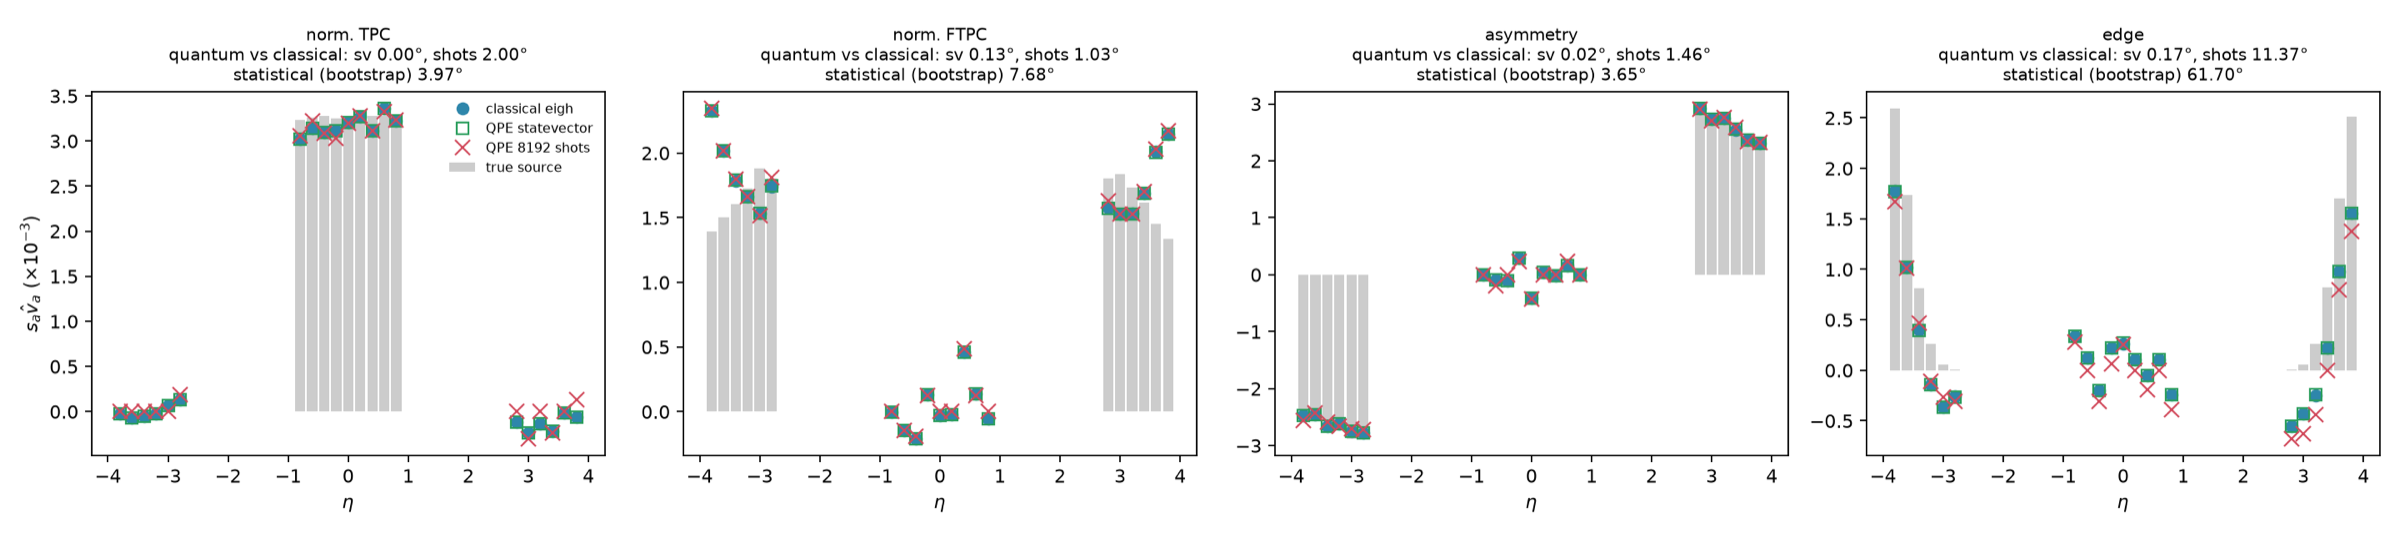 norm. TPC
quantum vs classical: sv 0.00°, shots 2.00°
statistical (bootstrap) 3.97°
norm. FTPC
quantum vs classical: sv 0.13°, shots 1.03°
statistical (bootstrap) 7.68°
asymmetry
quantum vs classical: sv 0.02°, shots 1.46°
statistical (bootstrap) 3.65°
edge
quantum vs classical: sv 0.17°, shots 11.37°
statistical (bootstrap) 61.70°
s_a v̂_a (×10⁻³)
3.5
3.0
2.5
2.0
1.5
1.0
0.5
0.0
classical eigh
QPE statevector
QPE 8192 shots
true source
−4 −3 −2 −1 0 1 2 3 4
η
2.0
1.5
1.0
0.5
0.0
−4 −3 −2 −1 0 1 2 3 4
η
3
2
1
0
−1
−2
−3
−4 −3 −2 −1 0 1 2 3 4
η
2.5
2.0
1.5
1.0
0.5
0.0
−0.5
−4 −3 −2 −1 0 1 2 3 4
η